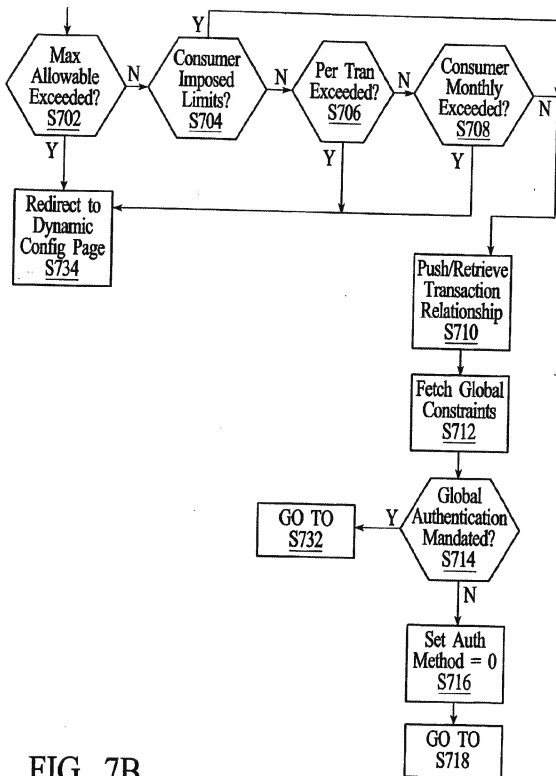 Max
Allowable
Exceeded?
S702
N
Y
Consumer
Imposed
Limits?
S704
Y
N
Per Tran
Exceeded?
S706
N
Y
Consumer
Monthly
Exceeded?
S708
N
Y
Redirect to
Dynamic
Config Page
S734
Push/Retrieve
Transaction
Relationship
S710
Fetch Global
Constraints
S712
Global
Authentication
Mandated?
S714
Y
GO TO
S732
N
Set Auth
Method = 0
S716
GO TO
S718
FIG. 7B